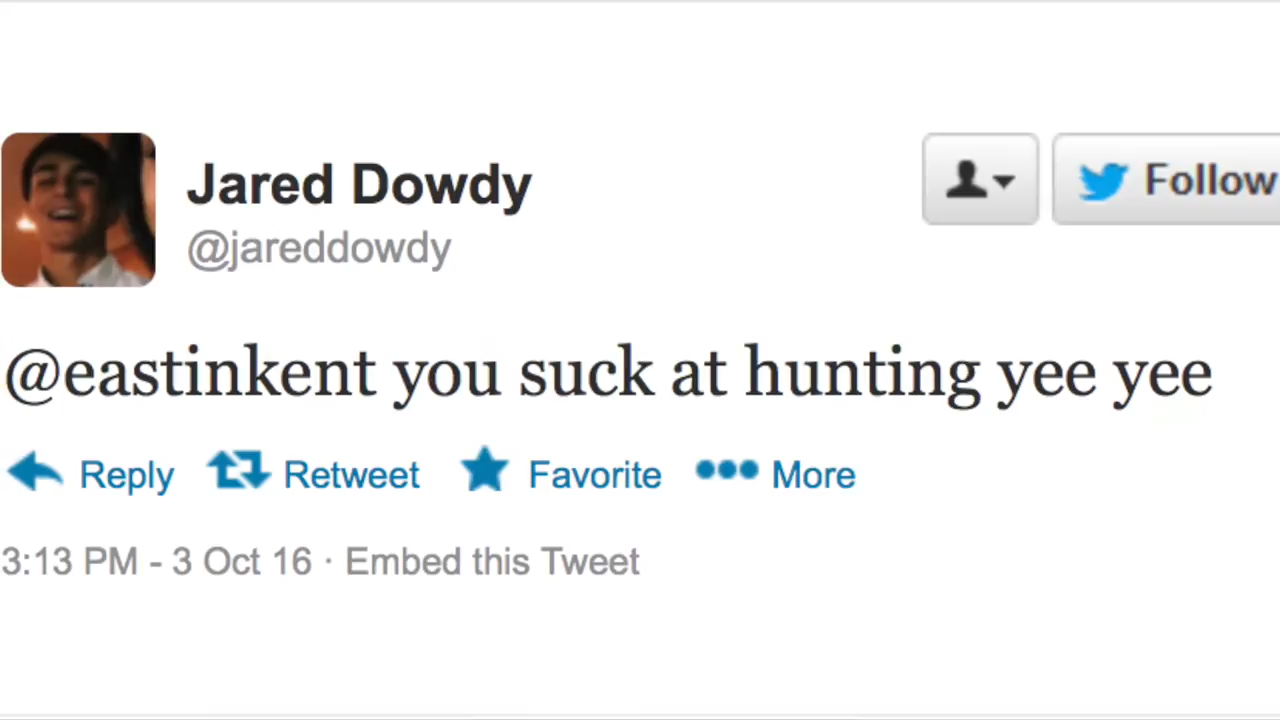 Jared Dowdy
@jareddowdy
Follow
@eastinkent you suck at hunting yee yee
Reply Retweet Favorite More
3:13 PM - 3 Oct 16 · Embed this Tweet